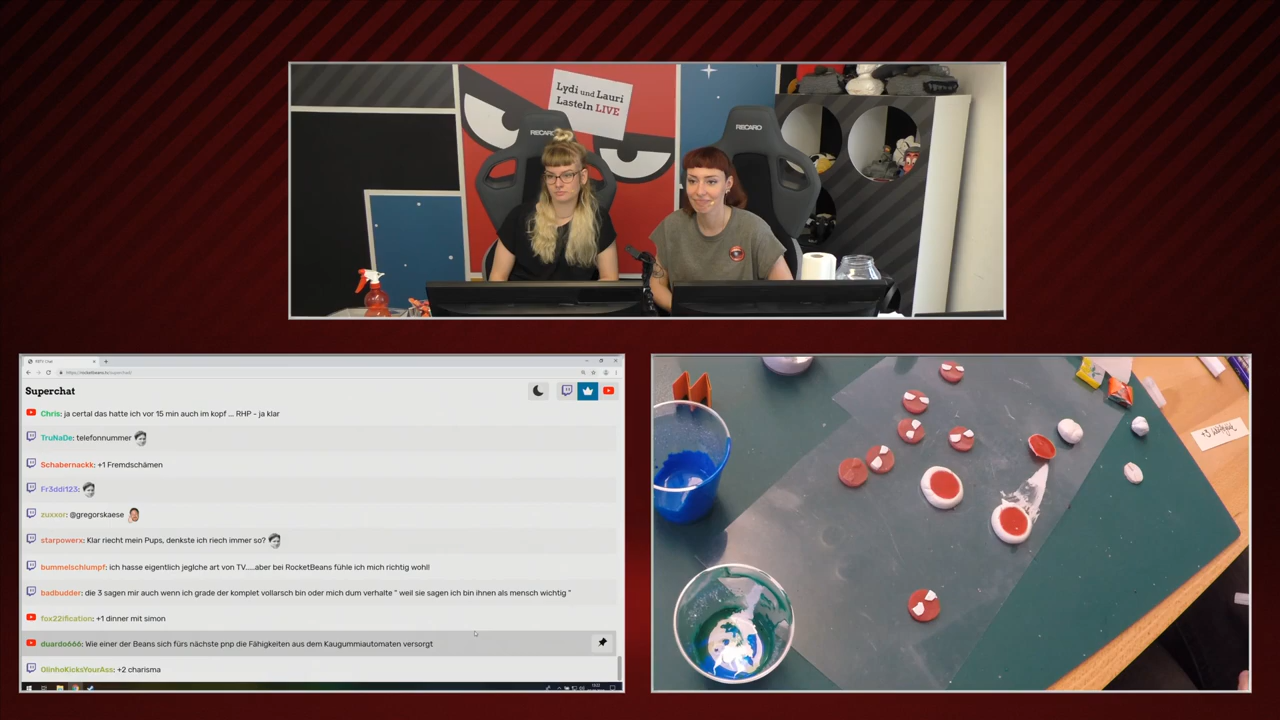 Lydi und Lauri
Lasteln LIVE
RECARO
RECARO
Superchat
Chris: ja certal das hatte ich vor 15 min auch im kopf ... RHP - ja klar
TruNaDe: telefonnummer
Schabernackk: +1 Fremdschämen
Fr3ddi123:
zuxxor: @gregorskaese
starpowerx: Klar riecht mein Pups, denkste ich riech immer so?
bummelschlumpf: ich hasse eigentlich jeglche art von TV.....aber bei RocketBeans fühle ich mich richtig wohl!
badbudder: die 3 sagen mir auch wenn ich grade der komplet vollarsch bin oder mich dum verhalte " weil sie sagen ich bin ihnen als mensch wichtig "
fox22ification: +1 dinner mit simon
duardo666: Wie einer der Beans sich fürs nächste pnp die Fähigkeiten aus dem Kaugummiautomaten versorgt
OlinhoKicksYourAss: +2 charisma